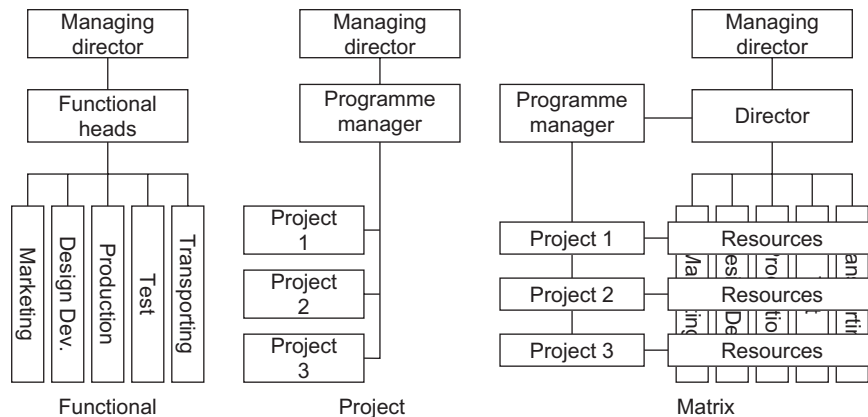 Managing
director
Functional
heads
Marketing
Design Dev.
Production
Test
Transporting
Functional
Managing
director
Programme
manager
Project
1
Project
2
Project
3
Project
Managing
director
Programme
manager
Director
Project 1
Resources
Project 2
Resources
Project 3
Resources
Matrix